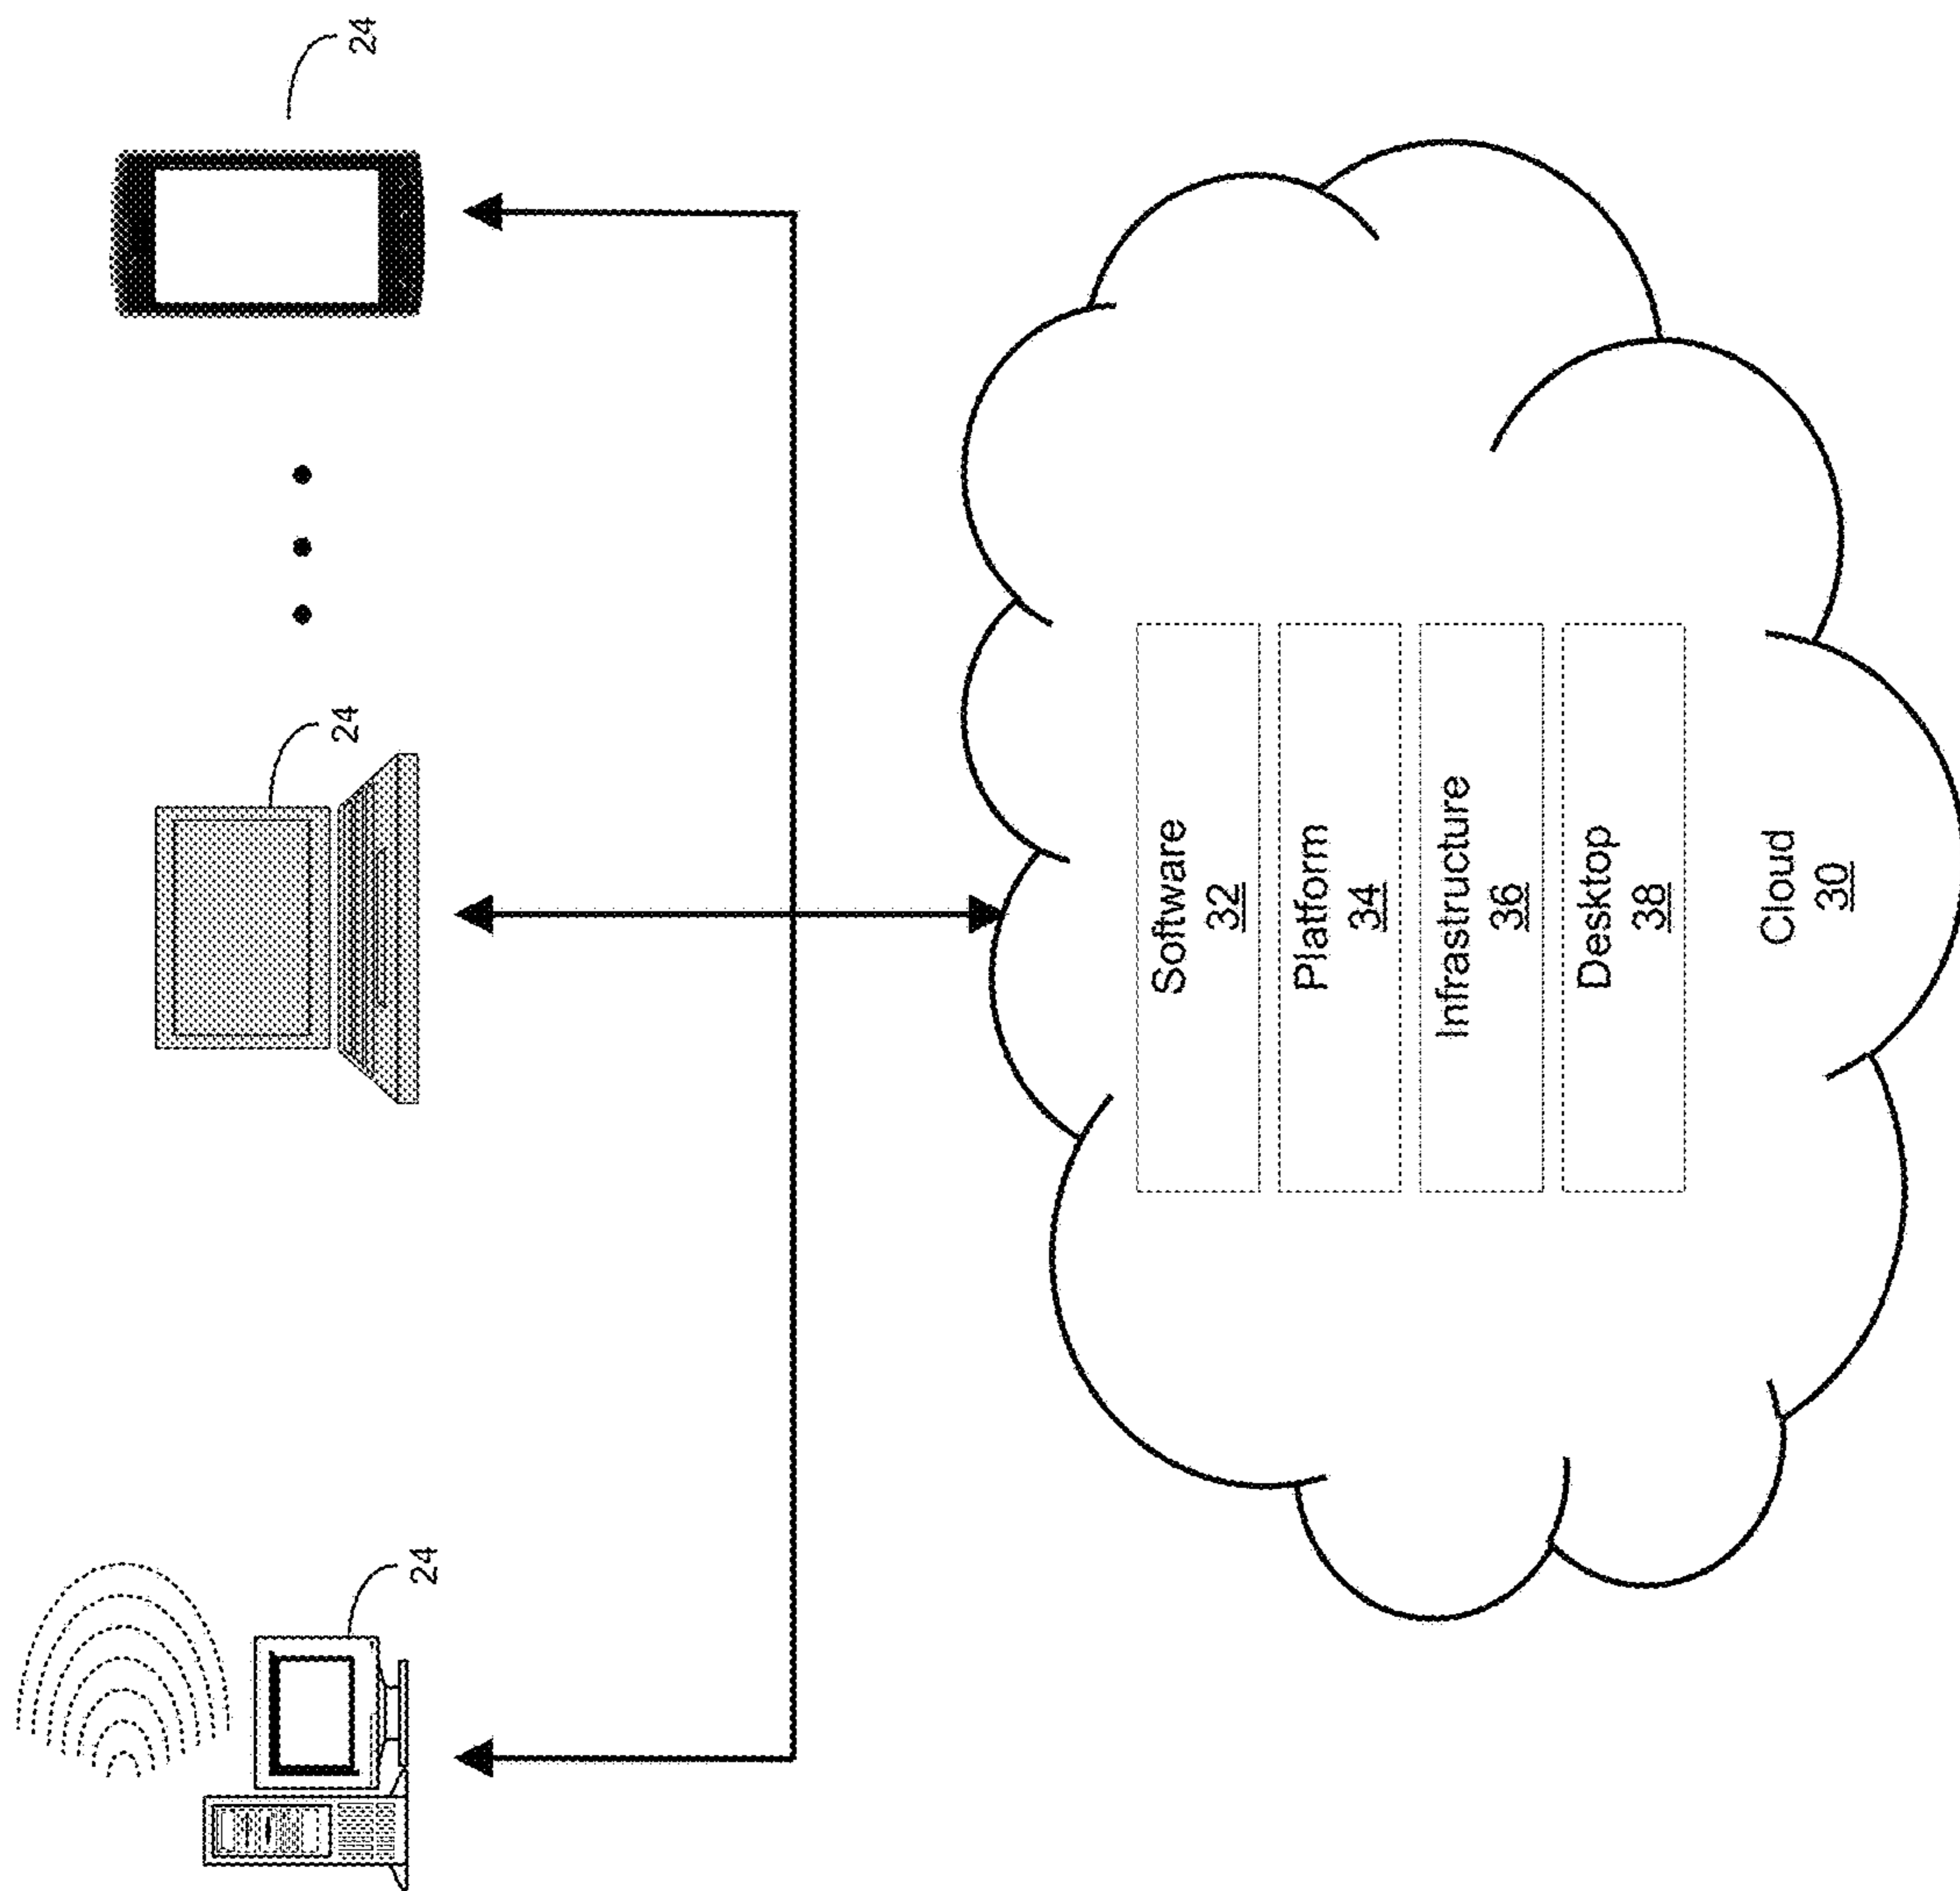 24
24
24
Software
32
Platform
34
Infrastructure
36
Desktop
38
Cloud
30